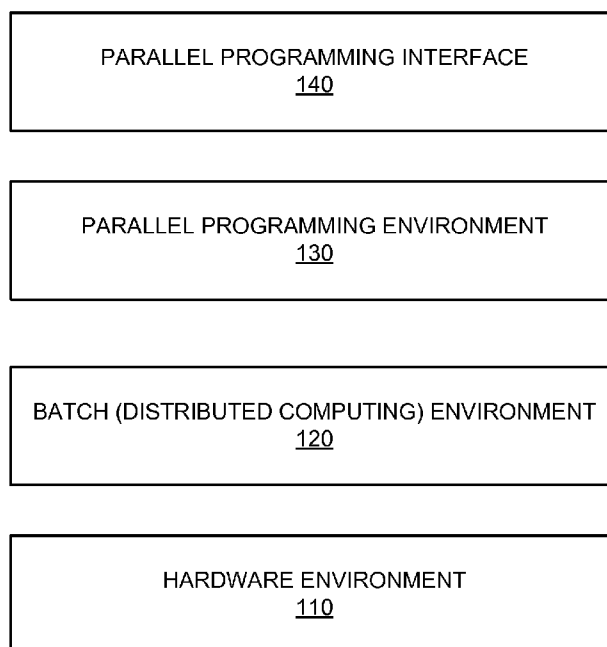 PARALLEL PROGRAMMING INTERFACE
140
PARALLEL PROGRAMMING ENVIRONMENT
130
BATCH (DISTRIBUTED COMPUTING) ENVIRONMENT
120
HARDWARE ENVIRONMENT
110